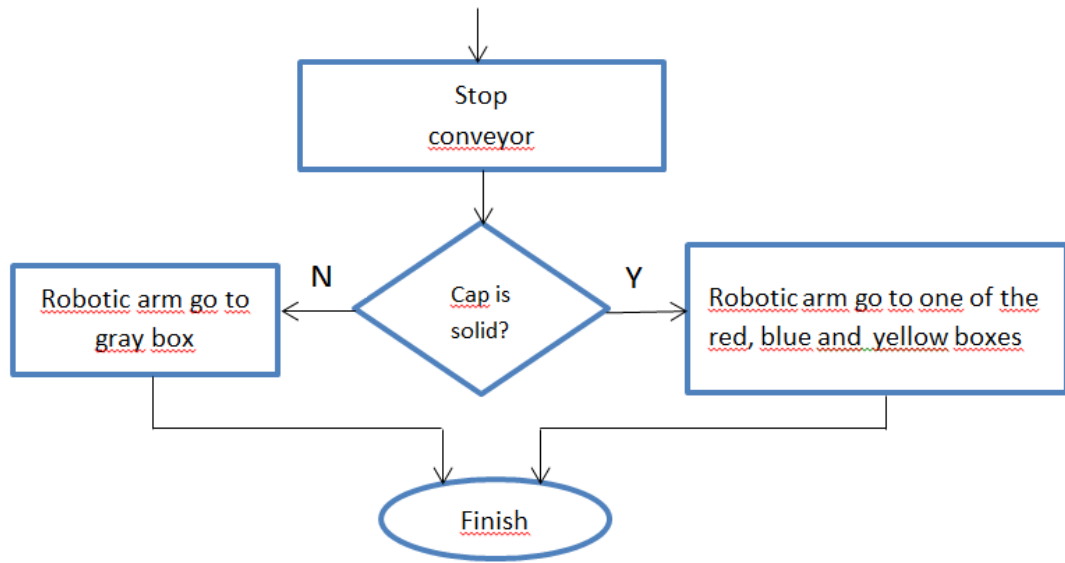 Stop
conveyor
N
Y
Cap is
solid?
Robotic arm go to
gray box
Robotic arm go to one of the
red, blue and  yellow boxes
Finish